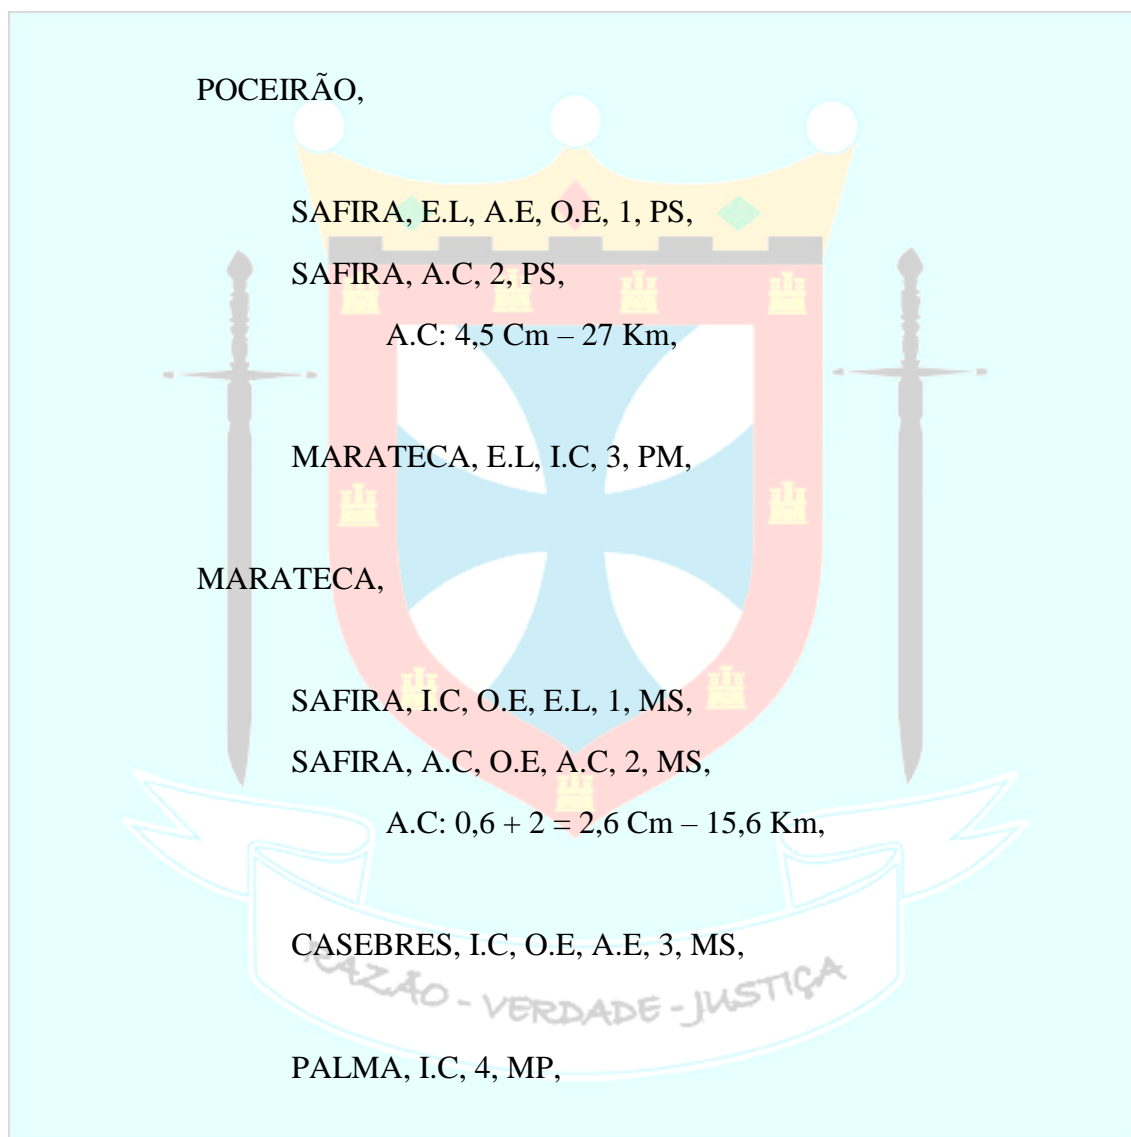 POCEIRÃO,
SAFIRA, E.L, A.E, O.E, 1, PS,
SAFIRA, A.C, 2, PS,
A.C: 4,5 Cm – 27 Km,
MARATECA, E.L, I.C, 3, PM,
MARATECA,
SAFIRA, I.C, O.E, E.L, 1, MS,
SAFIRA, A.C, O.E, A.C, 2, MS,
A.C: 0,6 + 2 = 2,6 Cm – 15,6 Km,
CASEBRES, I.C, O.E, A.E, 3, MS,
RAZÃO - VERDADE - JUSTIÇA
PALMA, I.C, 4, MP,